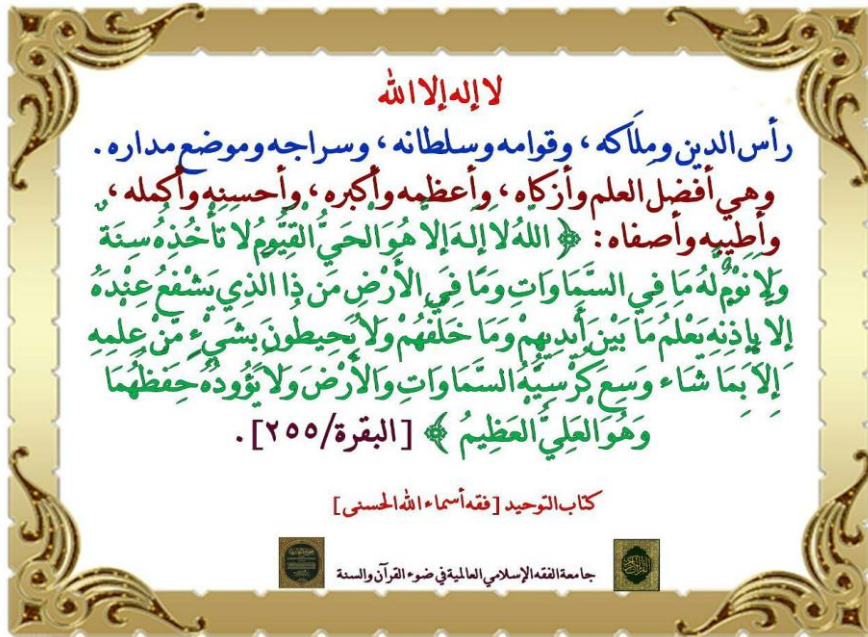 لا إله إلا الله
رأس الدين وملاكه، وقوامه وسلطانه، وسراجه وموضع مداره.
وهي أفضل العلم وأزكاه، وأعظمه وأكبره، وأحسنه وأكمله،
وأطيبه وأصفاه: ﴿ اللَّهُ لَا إِلَهَ إِلَّا هُوَ الْحَيُّ الْقَيُّومُ لَا تَأْخُذُهُ سِنَةٌ
وَلَا نَوْمٌ لَهُ مَا فِي السَّمَاوَاتِ وَمَا فِي الْأَرْضِ مَنْ ذَا الَّذِي يَشْفَعُ عِنْدَهُ
إِلَّا بِإِذْنِهِ يَعْلَمُ مَا بَيْنَ أَيْدِيهِمْ وَمَا خَلْفَهُمْ وَلَا يُحِيطُونَ بِشَيْءٍ مِنْ عِلْمِهِ
إِلَّا بِمَا شَاءَ وَسِعَ كُرْسِيُّهُ السَّمَاوَاتِ وَالْأَرْضَ وَلَا يَؤُودُهُ حِفْظُهُمَا
وَهُوَ الْعَلِيُّ الْعَظِيمُ ﴾ [البقرة/٢٥٥].
كتاب التوحيد [فقه أسماء الله الحسنى]
جامعة الفقه الإسلامي العالمية في ضوء القرآن والسنة